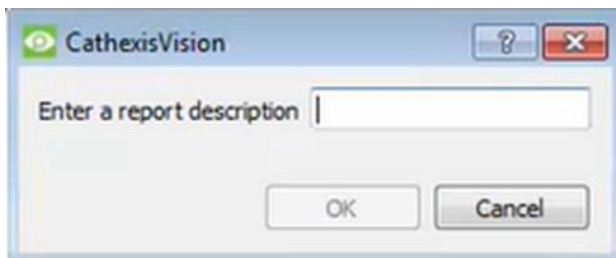 CathexisVision
?
Enter a report description
OK
Cancel